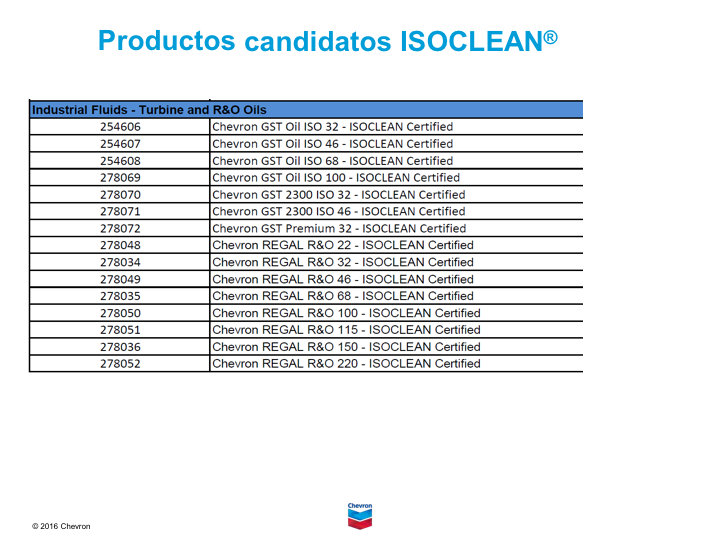 Productos candidatos ISOCLEAN®
Industrial Fluids - Turbine and R&O Oils
254606 Chevron GST Oil ISO 32 - ISOCLEAN Certified
254607 Chevron GST Oil ISO 46 - ISOCLEAN Certified
254608 Chevron GST Oil ISO 68 - ISOCLEAN Certified
278069 Chevron GST Oil ISO 100 - ISOCLEAN Certified
278070 Chevron GST 2300 ISO 32 - ISOCLEAN Certified
278071 Chevron GST 2300 ISO 46 - ISOCLEAN Certified
278072 Chevron GST Premium 32 - ISOCLEAN Certified
278048 Chevron REGAL R&O 22 - ISOCLEAN Certified
278034 Chevron REGAL R&O 32 - ISOCLEAN Certified
278049 Chevron REGAL R&O 46 - ISOCLEAN Certified
278035 Chevron REGAL R&O 68 - ISOCLEAN Certified
278050 Chevron REGAL R&O 100 - ISOCLEAN Certified
278051 Chevron REGAL R&O 115 - ISOCLEAN Certified
278036 Chevron REGAL R&O 150 - ISOCLEAN Certified
278052 Chevron REGAL R&O 220 - ISOCLEAN Certified
Chevron
© 2016 Chevron